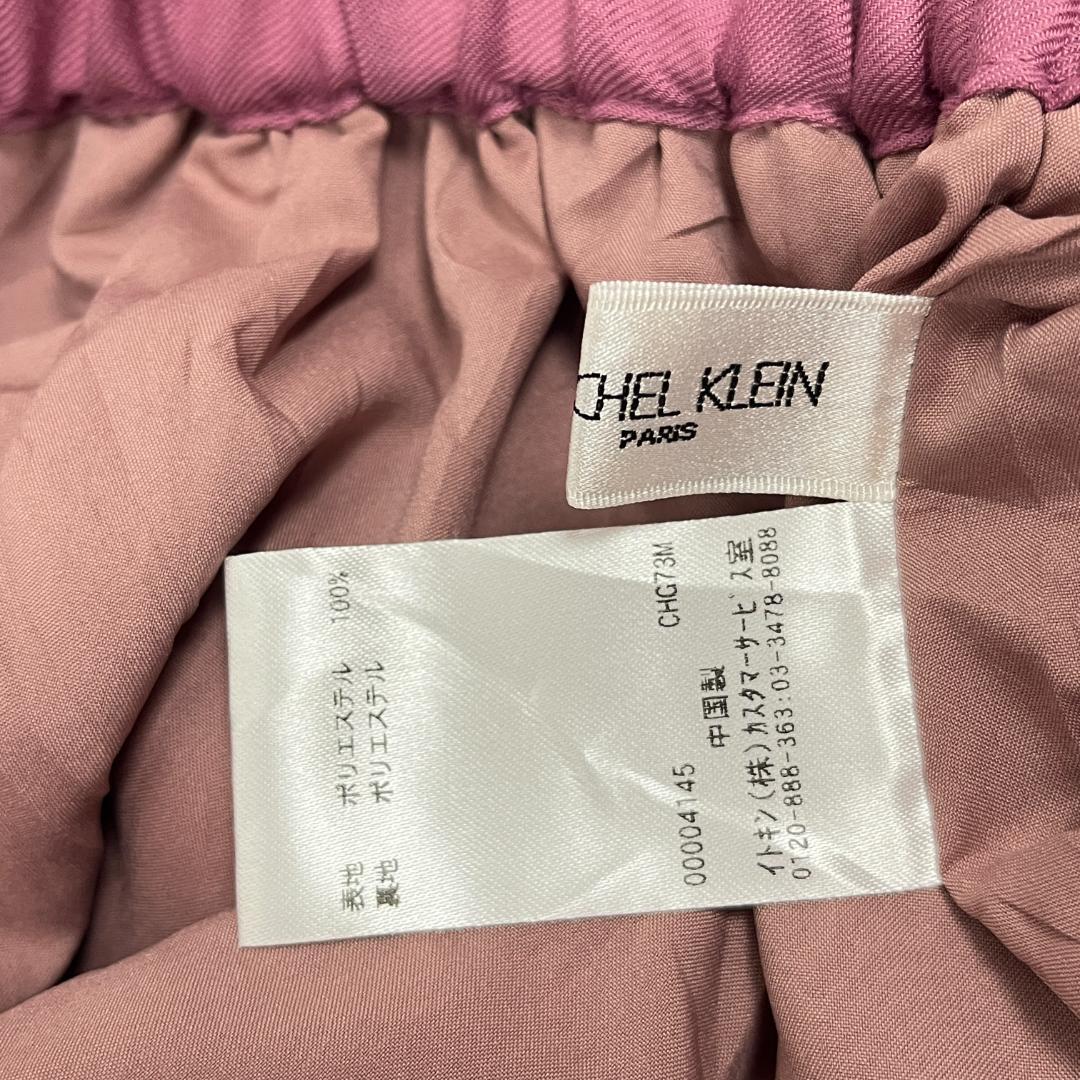 CHEL KLEIN
PARIS
表地 ポリエステル 100%
裏地 ポリエステル
CHG73M
00004145
中国製
イトキン(株)カスタマーサービス室
0120-888-363:03-3478-8088